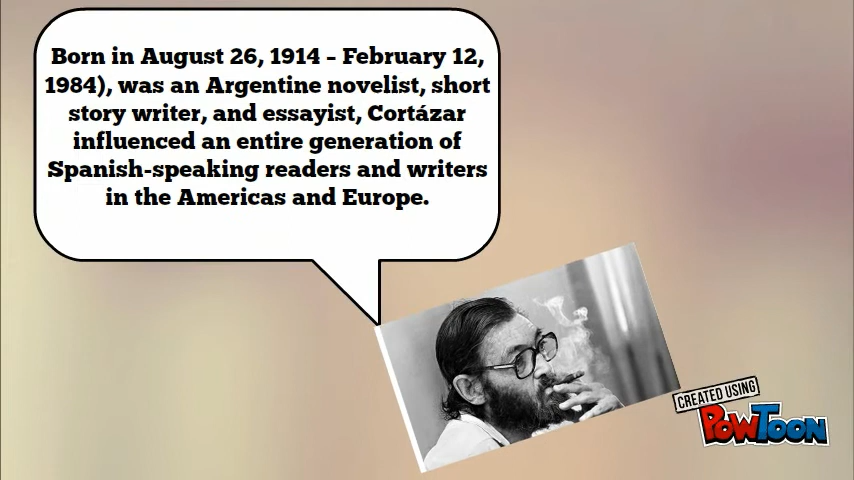 Born in August 26, 1914 – February 12,
1984), was an Argentine novelist, short
story writer, and essayist, Cortázar
influenced an entire generation of
Spanish-speaking readers and writers
in the Americas and Europe.
CREATED USING
POWTOON